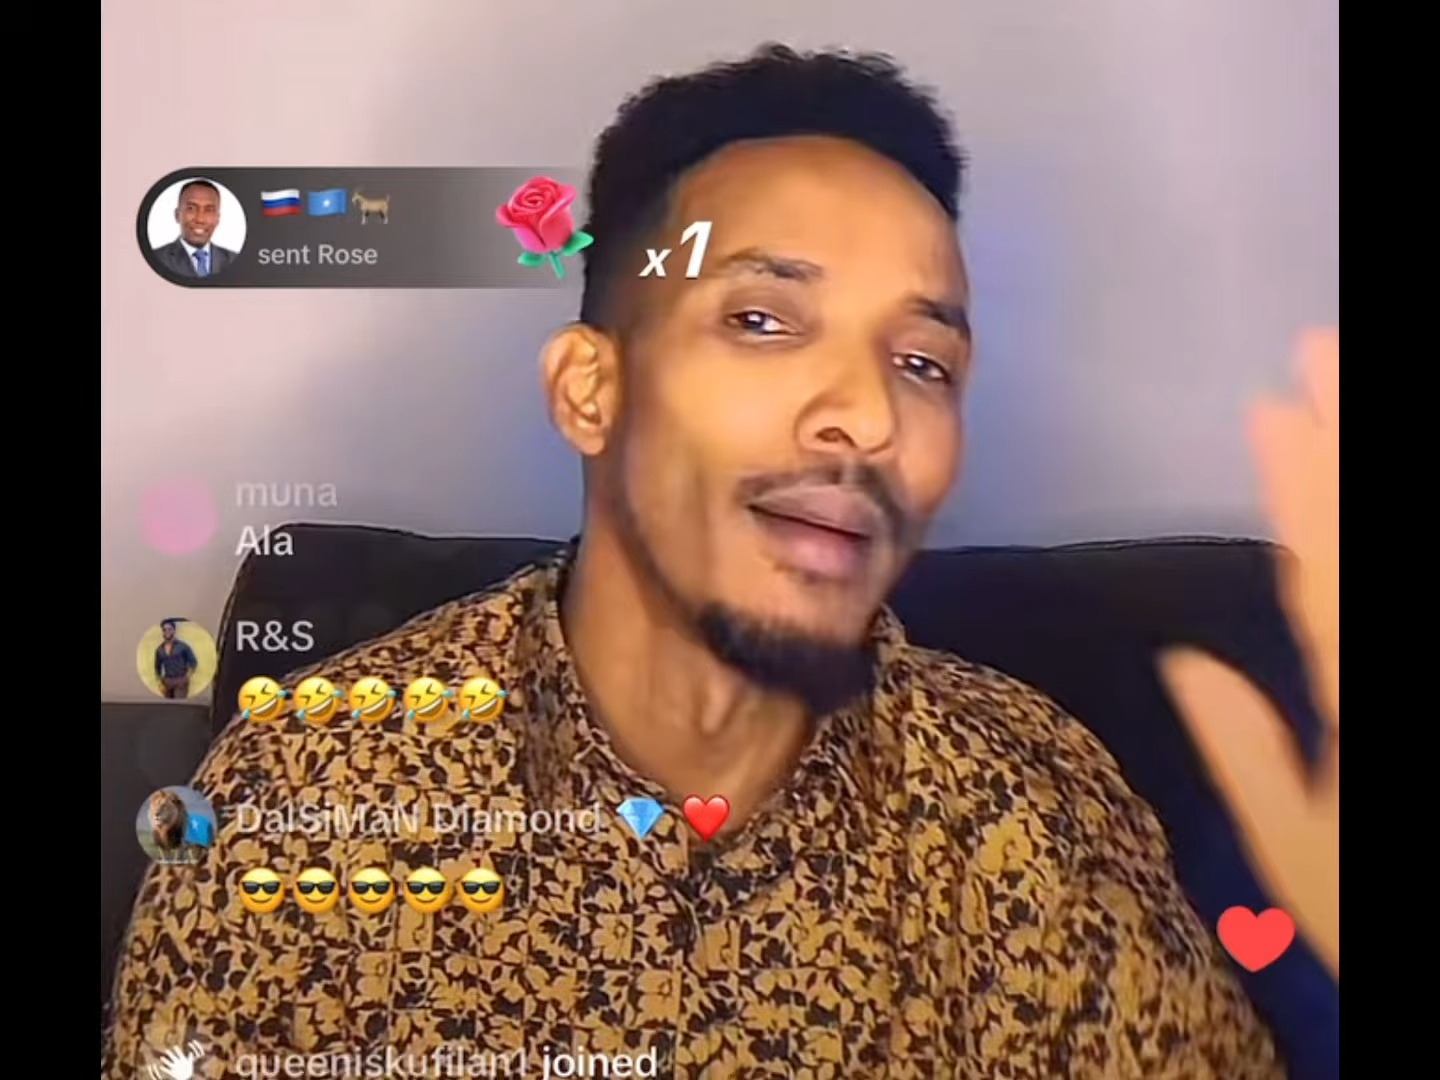 sent Rose
x1
muna
Ala
R&S
DalSiMaN Diamond
queeniskufilan1 joined